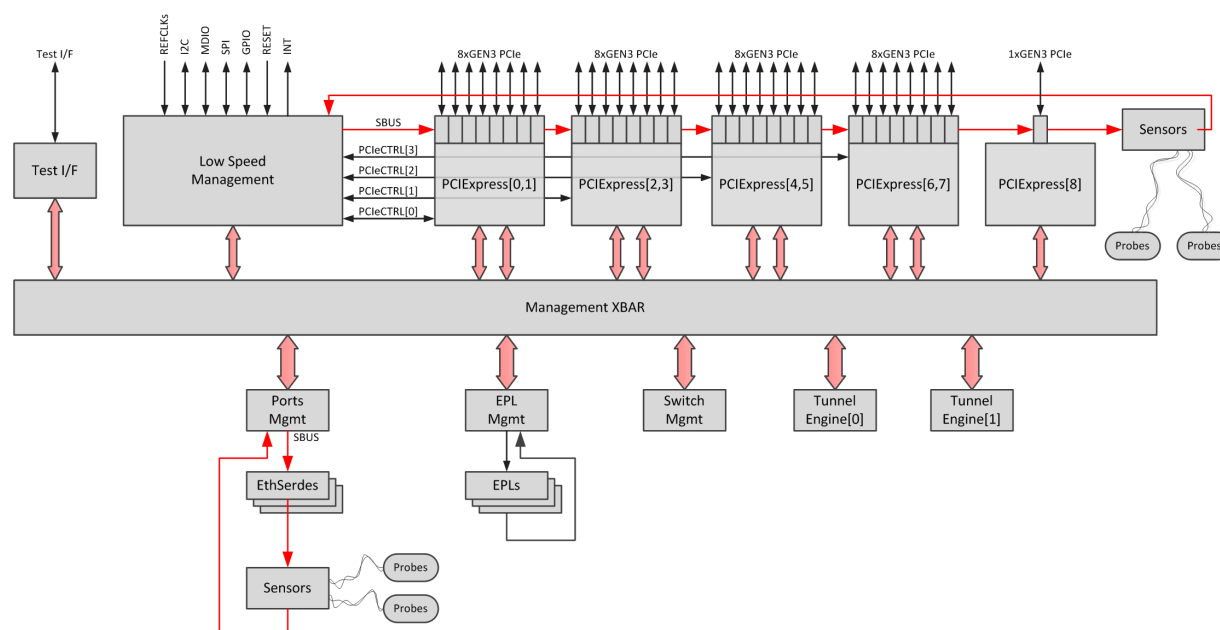 Test I/F
REFCLKs
I2C
MDIO
SPI
GPIO
RESET
INT
8xGEN3 PCIe
8xGEN3 PCIe
8xGEN3 PCIe
8xGEN3 PCIe
1xGEN3 PCIe
Test I/F
Low Speed
Management
SBUS
PCIeCTRL[3]
PCIeCTRL[2]
PCIeCTRL[1]
PCIeCTRL[0]
PCIExpress[0,1]
PCIExpress[2,3]
PCIExpress[4,5]
PCIExpress[6,7]
PCIExpress[8]
Sensors
Probes
Probes
Management XBAR
Ports
Mgmt
EPL
Mgmt
Switch
Mgmt
Tunnel
Engine[0]
Tunnel
Engine[1]
SBUS
EthSerdes
EPLs
Sensors
Probes
Probes